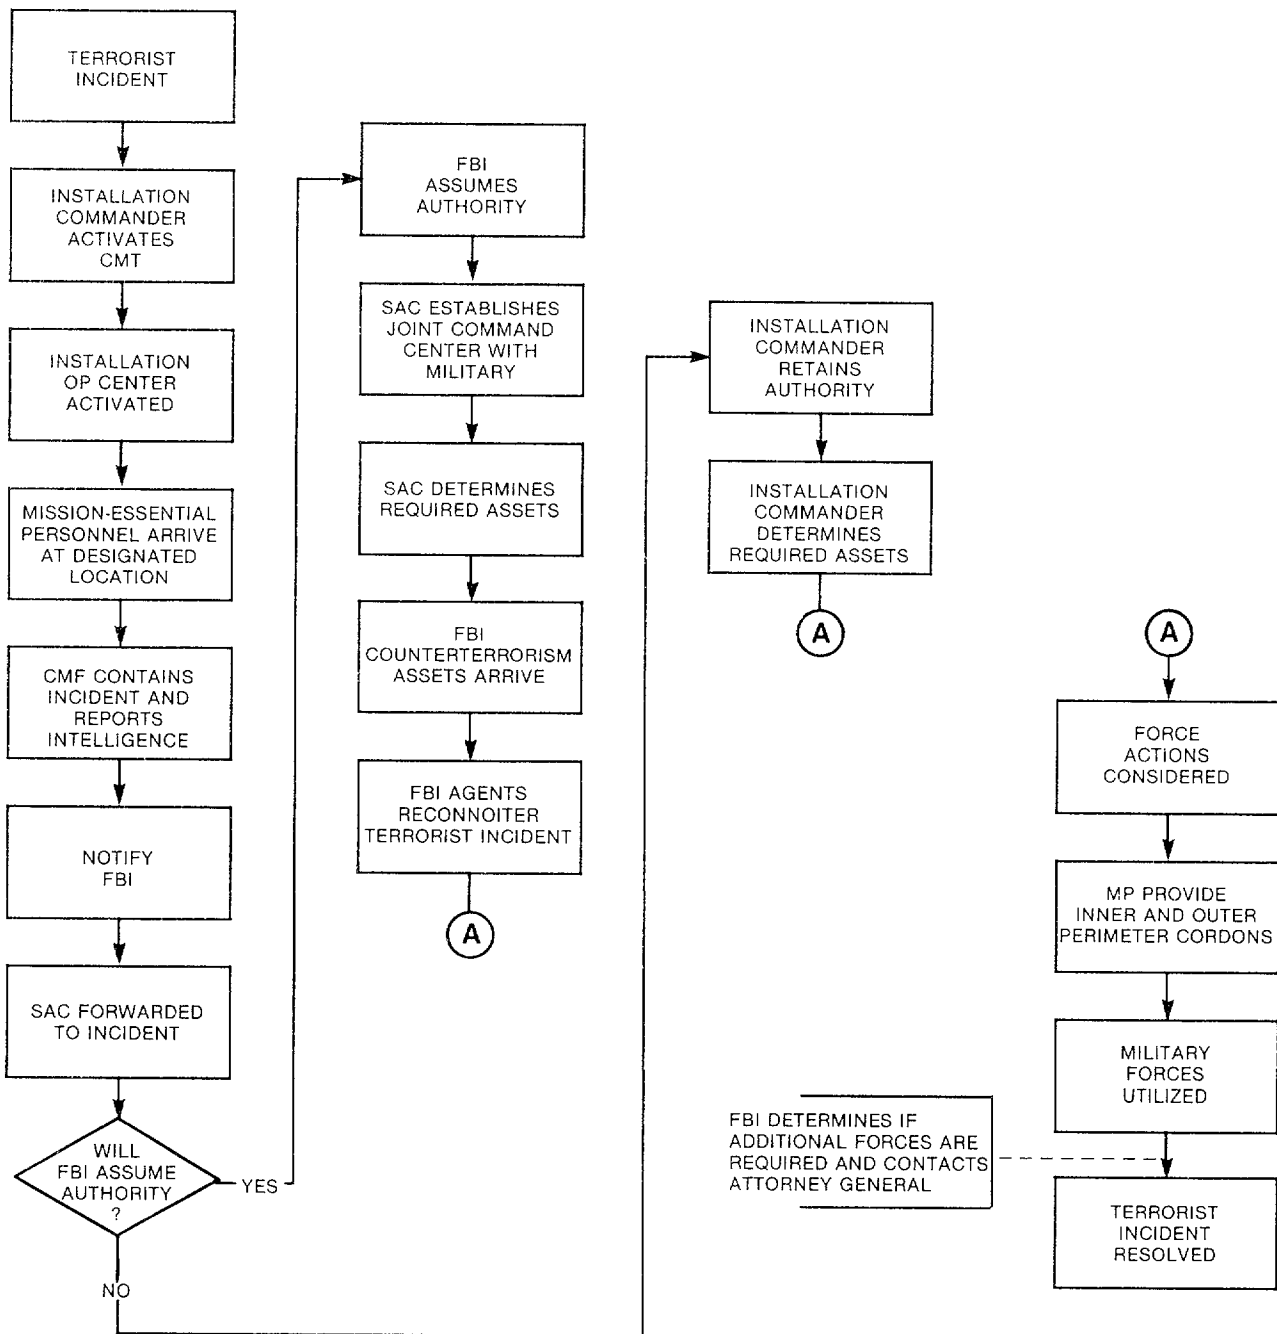 TERRORIST
INCIDENT
INSTALLATION
COMMANDER
ACTIVATES
CMT
INSTALLATION
OP CENTER
ACTIVATED
MISSION-ESSENTIAL
PERSONNEL ARRIVE
AT DESIGNATED
LOCATION
CMF CONTAINS
INCIDENT AND
REPORTS
INTELLIGENCE
NOTIFY
FBI
SAC FORWARDED
TO INCIDENT
WILL
FBI ASSUME
AUTHORITY
?
YES
NO
FBI
ASSUMES
AUTHORITY
SAC ESTABLISHES
JOINT COMMAND
CENTER WITH
MILITARY
SAC DETERMINES
REQUIRED ASSETS
FBI
COUNTERTERRORISM
ASSETS ARRIVE
FBI AGENTS
RECONNOITER
TERRORIST INCIDENT
A
INSTALLATION
COMMANDER
RETAINS
AUTHORITY
INSTALLATION
COMMANDER
DETERMINES
REQUIRED ASSETS
A
A
FORCE
ACTIONS
CONSIDERED
MP PROVIDE
INNER AND OUTER
PERIMETER CORDONS
MILITARY
FORCES
UTILIZED
FBI DETERMINES IF
ADDITIONAL FORCES ARE
REQUIRED AND CONTACTS
ATTORNEY GENERAL
TERRORIST
INCIDENT
RESOLVED